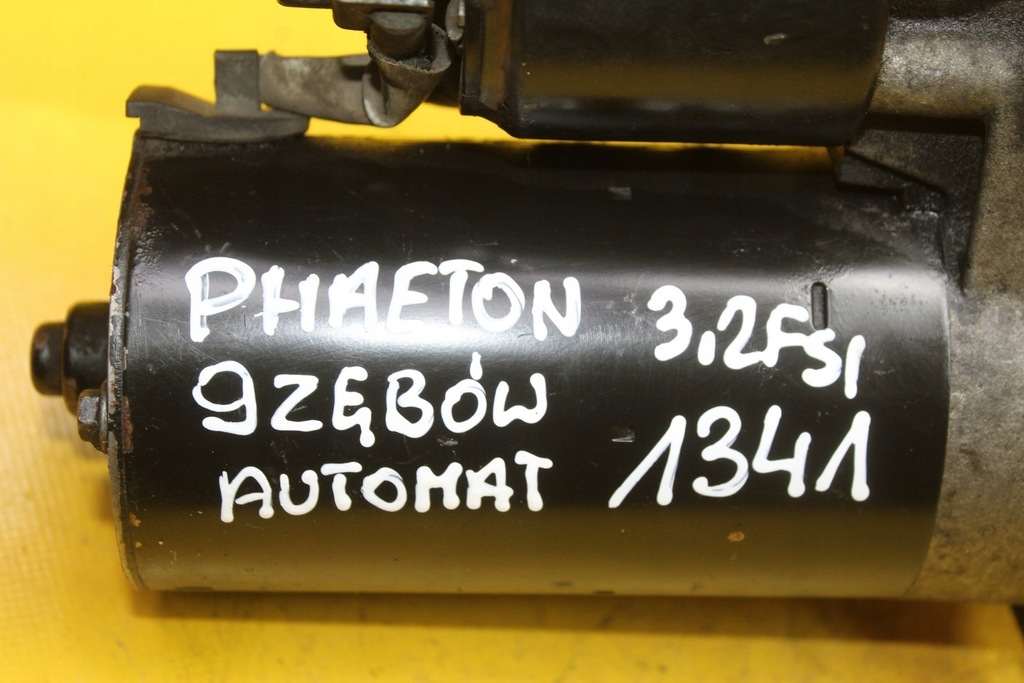 PHAETON 3.2FSI
9ZĘBÓW
AUTOMAT 1341